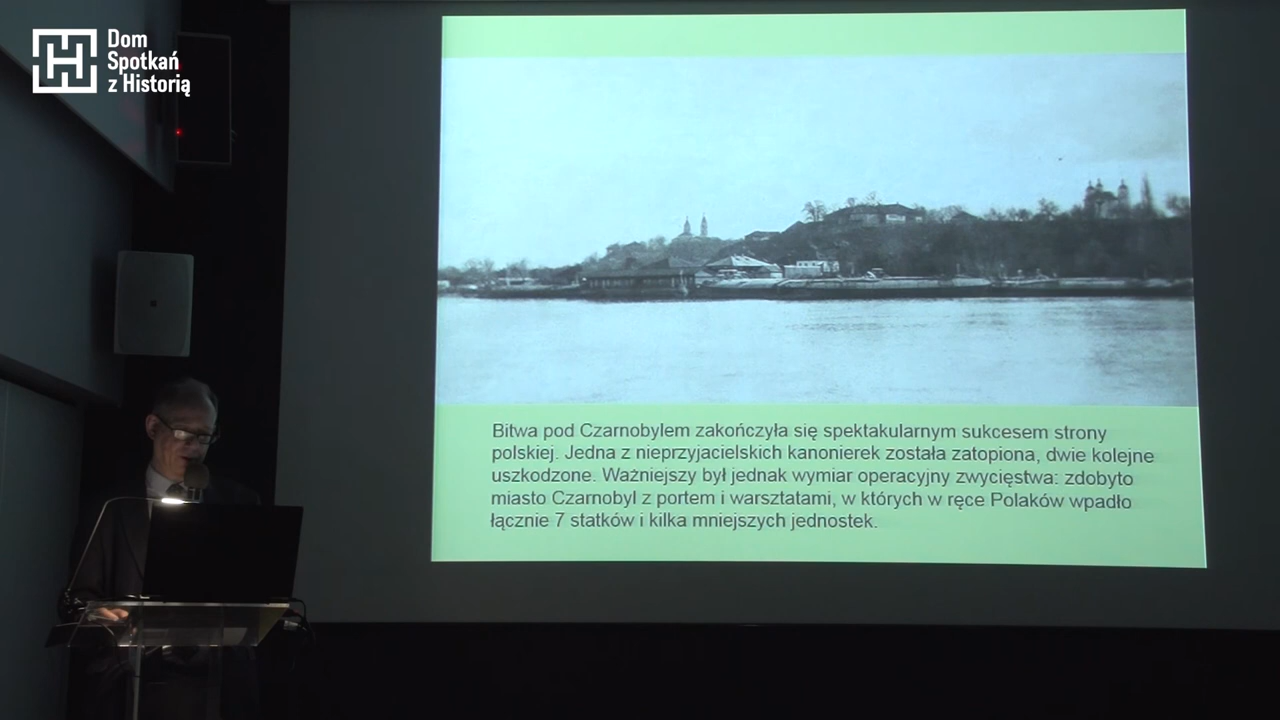 Dom
Spotkań
z Historią
Bitwa pod Czarnobylem zakończyła się spektakularnym sukcesem strony
polskiej. Jedna z nieprzyjacielskich kanonierek została zatopiona, dwie kolejne
uszkodzone. Ważniejszy był jednak wymiar operacyjny zwycięstwa: zdobyto
miasto Czarnobyl z portem i warsztatami, w których w ręce Polaków wpadło
łącznie 7 statków i kilka mniejszych jednostek.